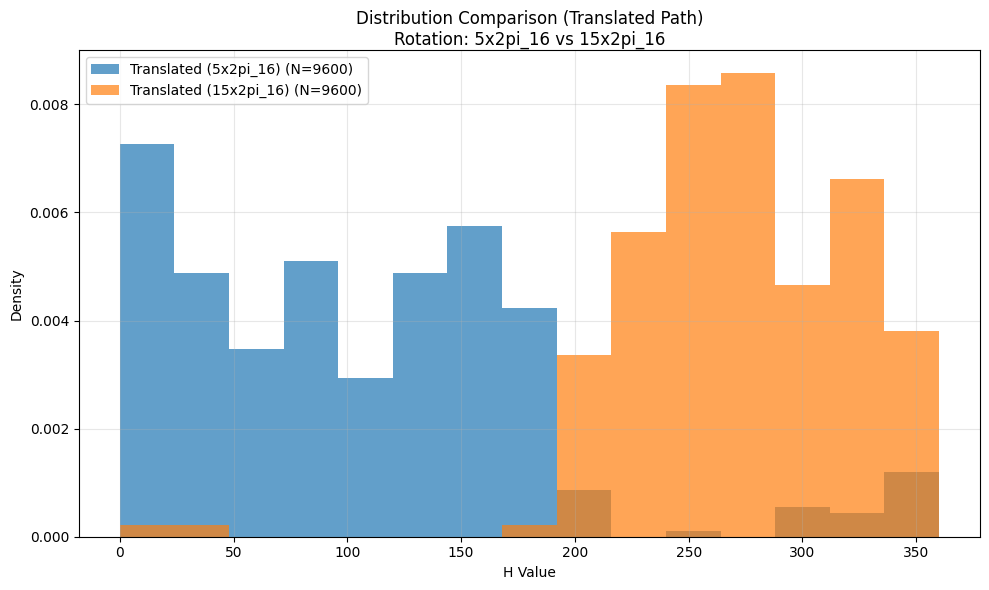 Distribution Comparison (Translated Path)
Rotation: 5x2pi_16 vs 15x2pi_16
Translated (5x2pi_16) (N=9600)
Translated (15x2pi_16) (N=9600)
0.008
0.006
0.004
0.002
0.000
Density
0 50 100 150 200 250 300 350
H Value